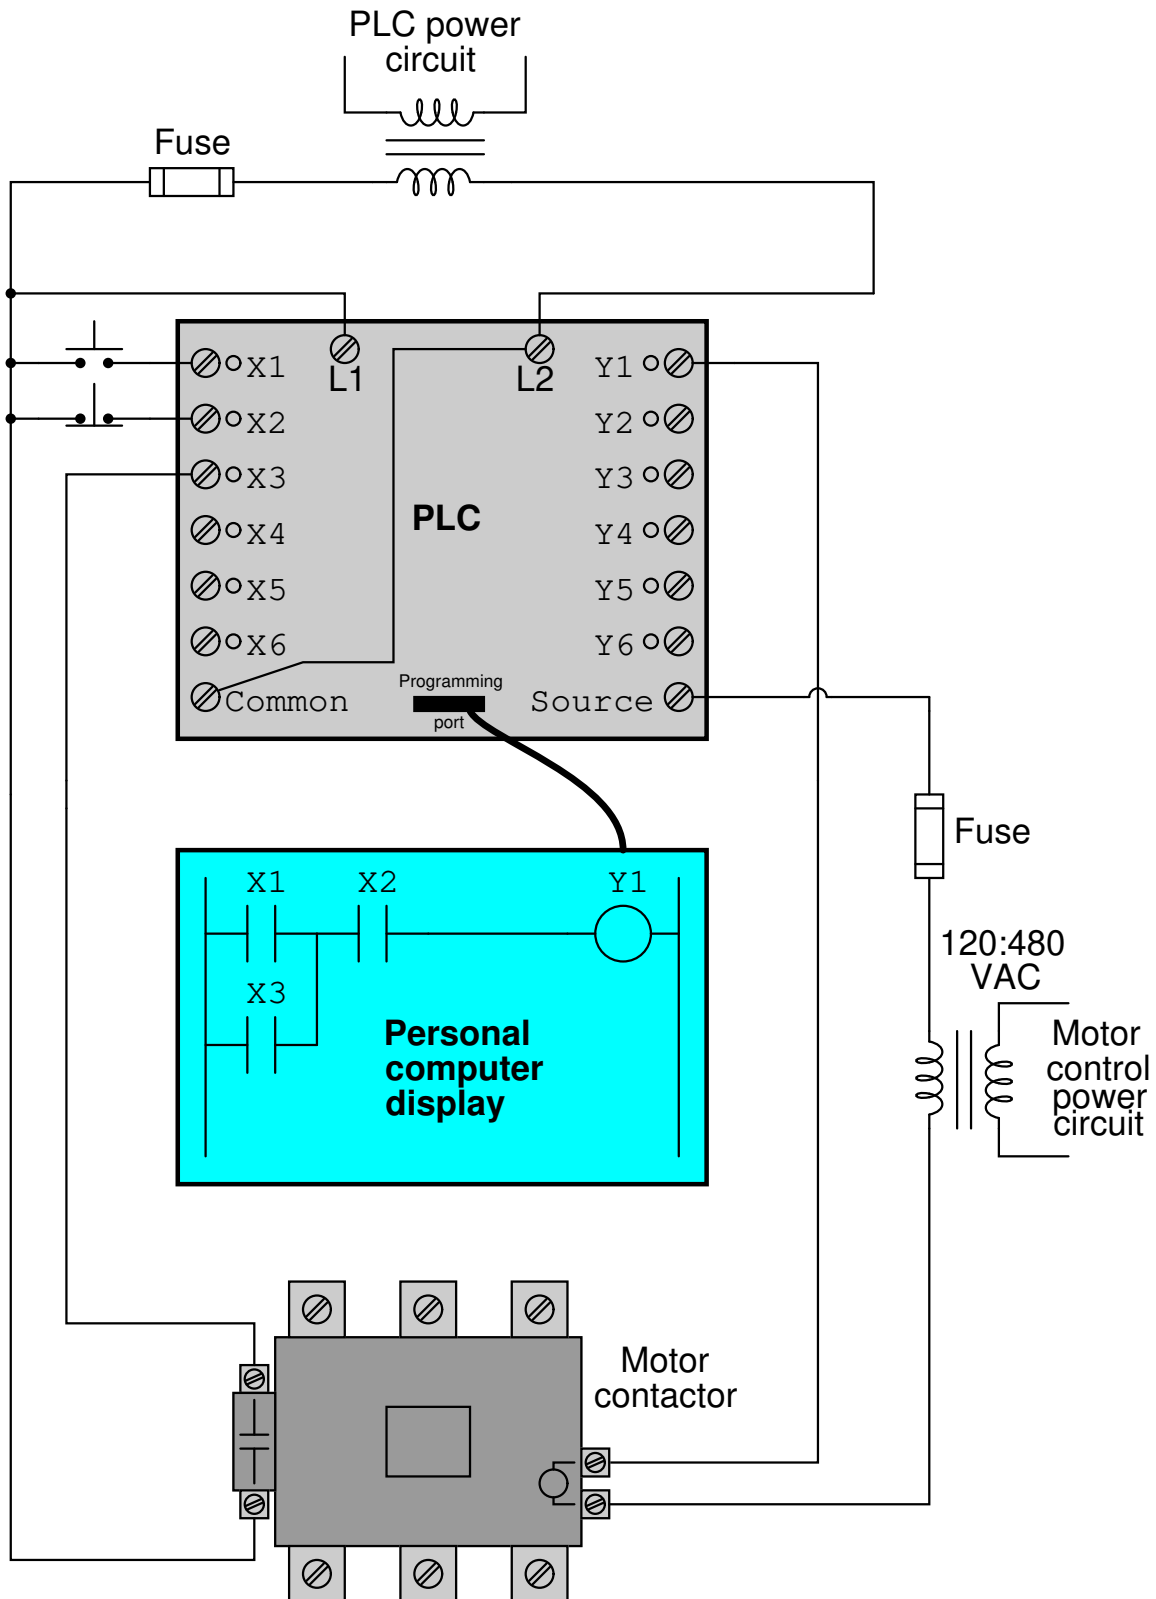 PLC power
circuit
Fuse
X1
L1
L2
Y1
X2
Y2
X3
Y3
PLC
X4
Y4
X5
Y5
X6
Y6
Common
Programming
port
Source
Fuse
X1
X2
Y1
X3
Personal
computer
display
120:480
VAC
Motor
control
power
circuit
Motor
contactor